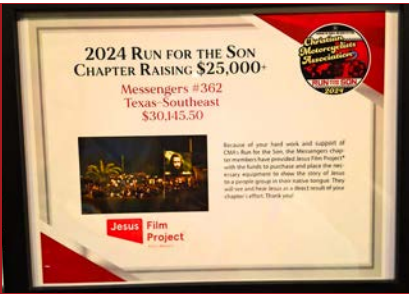 2024 RUN FOR THE SON
CHAPTER RAISING $25,000+
Messengers #362
Texas-Southeast
$30,145.50
Christian
Motorcyclists
Association
RUN FOR SON
2024
Because of your hard work and support of
CMA's Run for the Son, the Messengers chap-
ter members have provided Jesus Film Project®
with the funds to purchase and place the nec-
essary equipment to show the story of Jesus
to a people group in their native tongue. They
will see and hear Jesus as a direct result of your
chapter's effort. Thank you!
Jesus Film
Project